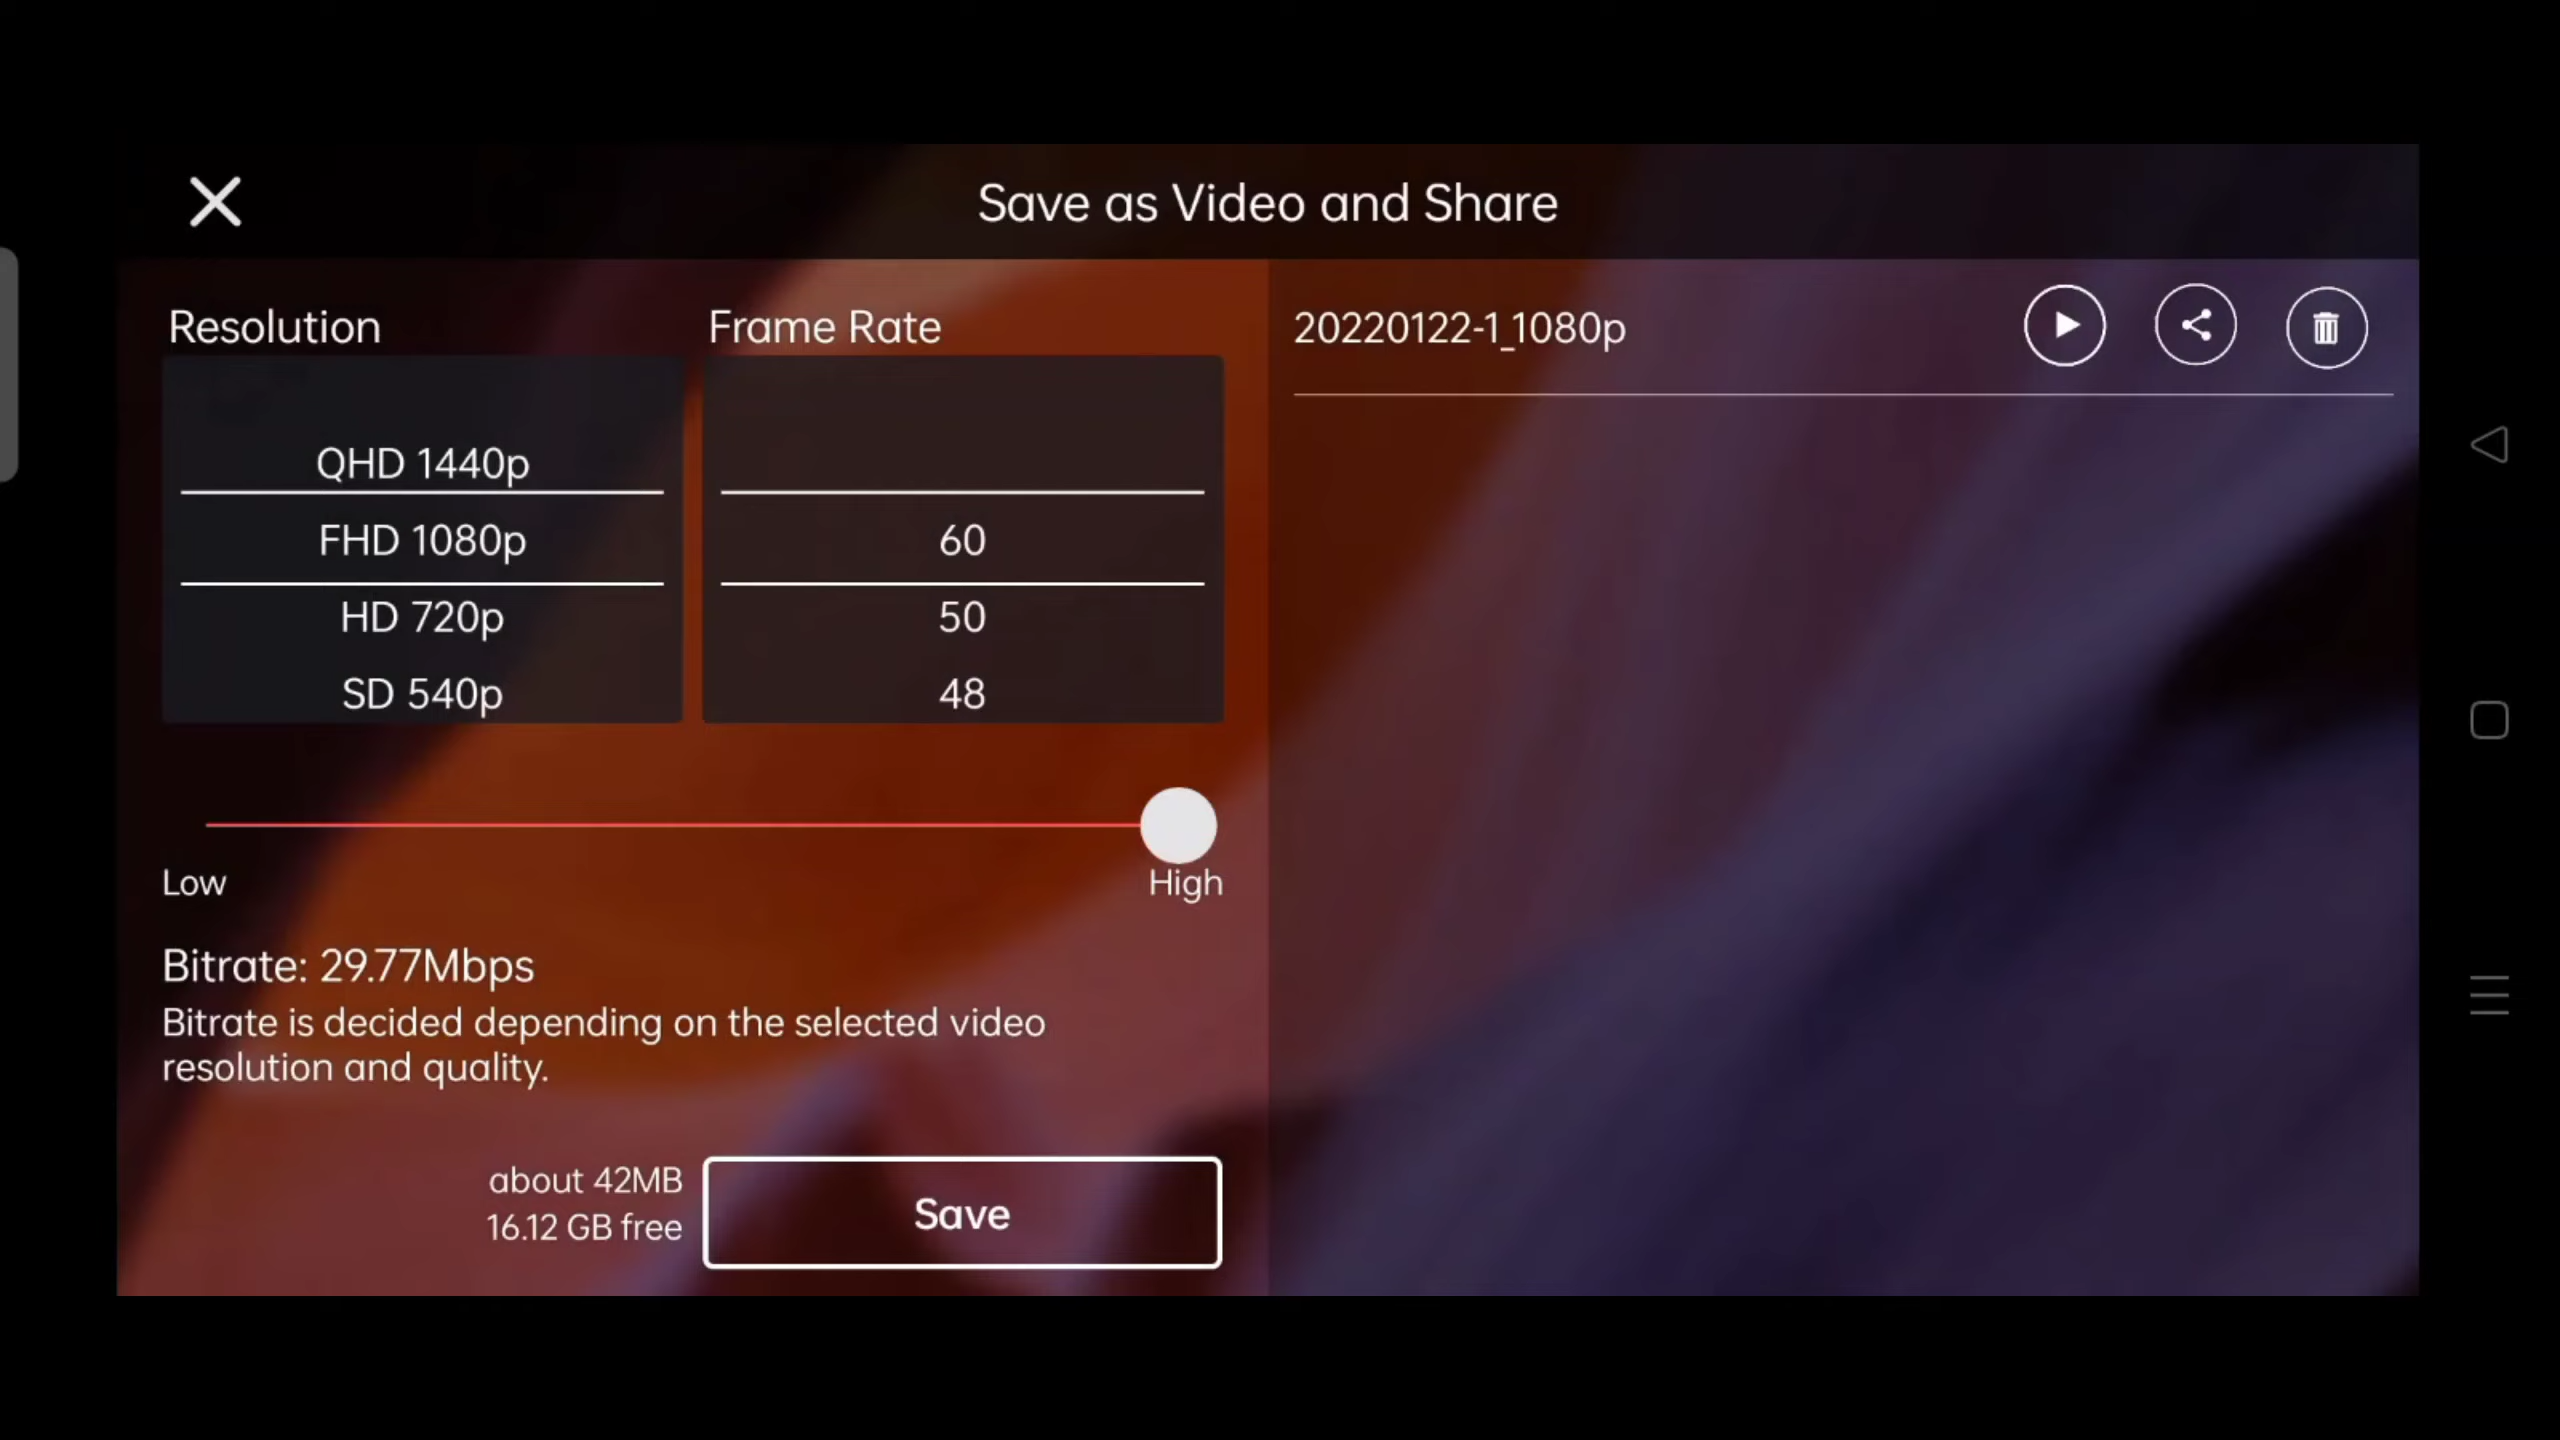 Save as Video and Share
Resolution
QHD 1440p
FHD 1080p
HD 720p
SD 540p
Frame Rate
60
50
48
Low
High
Bitrate: 29.77Mbps
Bitrate is decided depending on the selected video
resolution and quality.
about 42MB
16.12 GB free
Save
20220122-1_1080p